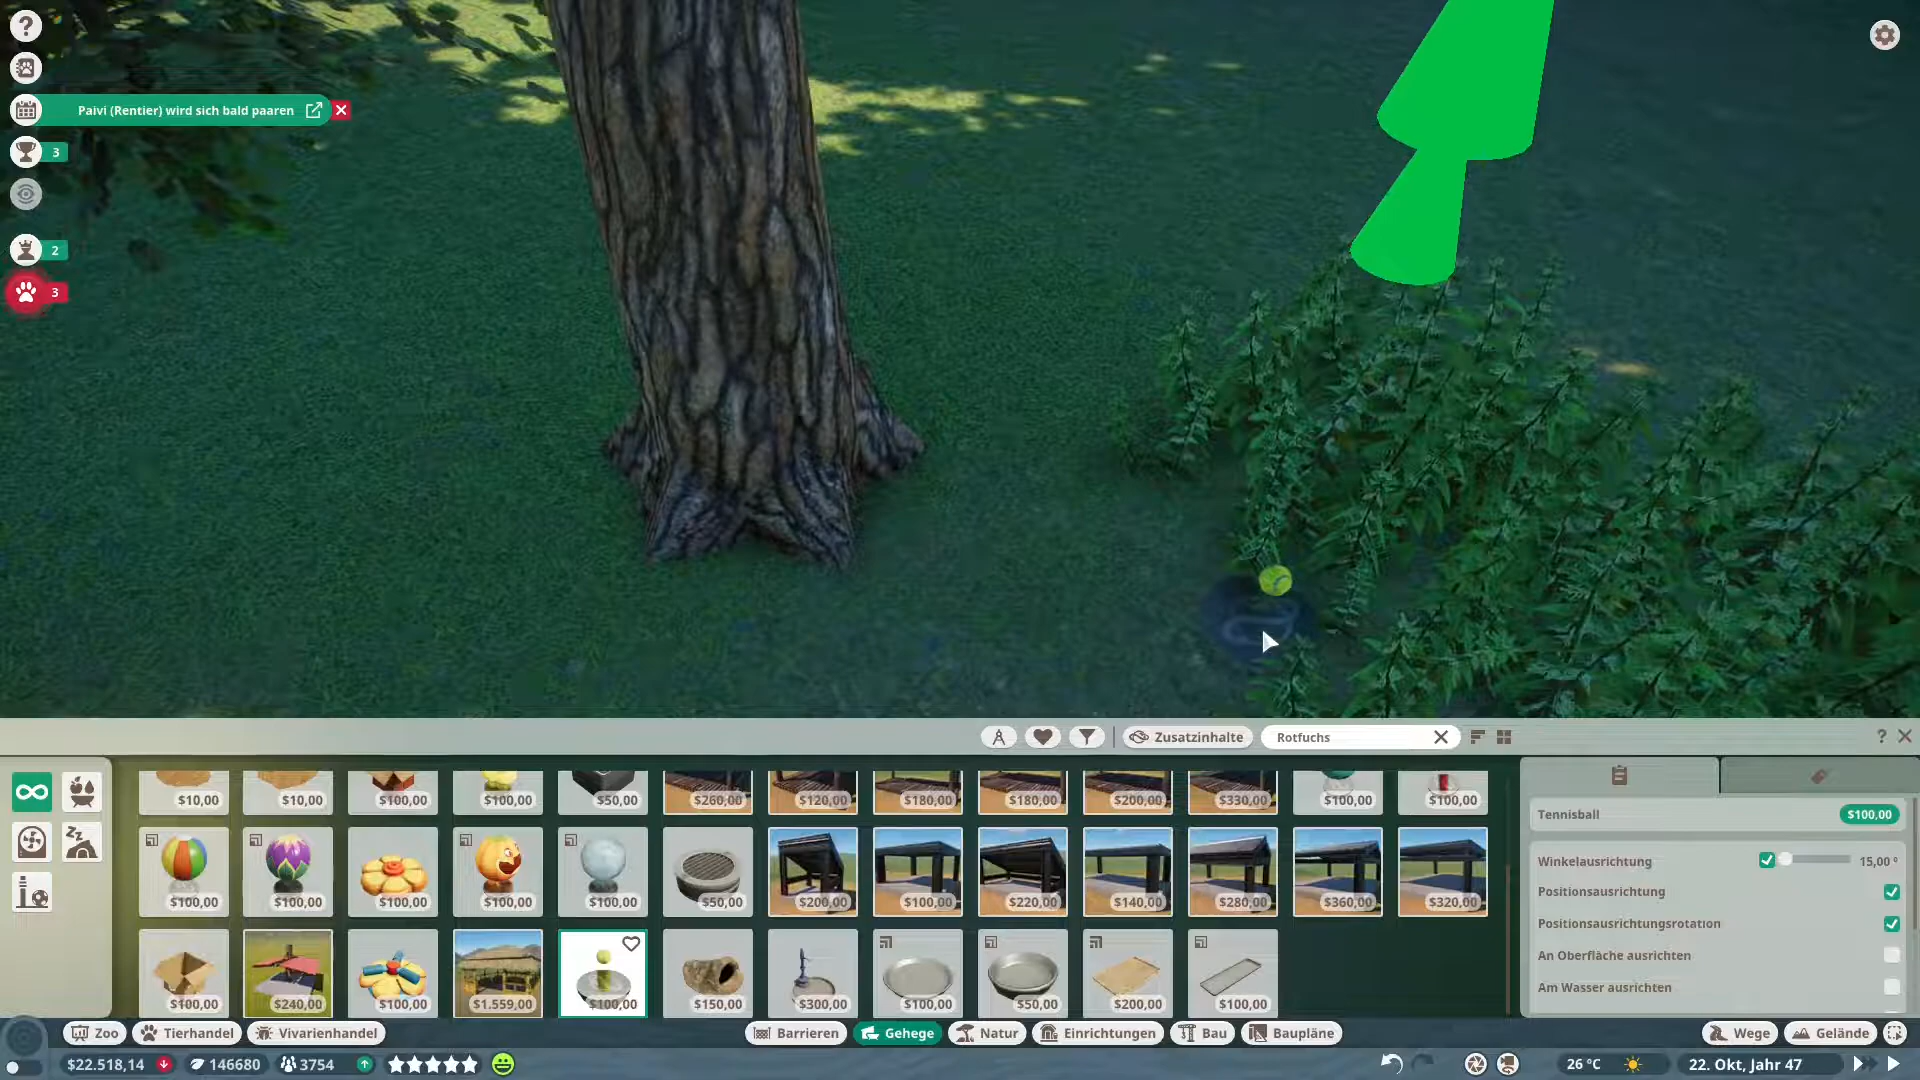 ?
Paivi (Rentier) wird sich bald paaren
3
2
3
Zusatzinhalte
Rotfuchs
?
$10,00
$10,00
$100,00
$100,00
$50,00
$260,00
$120,00
$180,00
$180,00
$200,00
$330,00
$100,00
$100,00
$100,00
$100,00
$100,00
$100,00
$100,00
$50,00
$200,00
$100,00
$220,00
$140,00
$280,00
$360,00
$320,00
$100,00
$240,00
$100,00
$1.559,00
$100,00
$150,00
$300,00
$100,00
$50,00
$200,00
$100,00
Tennisball
$100,00
Winkelausrichtung
15,00 °
Positionsausrichtung
Positionsausrichtungsrotation
An Oberfläche ausrichten
Am Wasser ausrichten
Zoo
Tierhandel
Vivarienhandel
Barrieren
Gehege
Natur
Einrichtungen
Bau
Baupläne
Wege
Gelände
$22.518,14
146680
3754
26 °C
22. Okt, Jahr 47